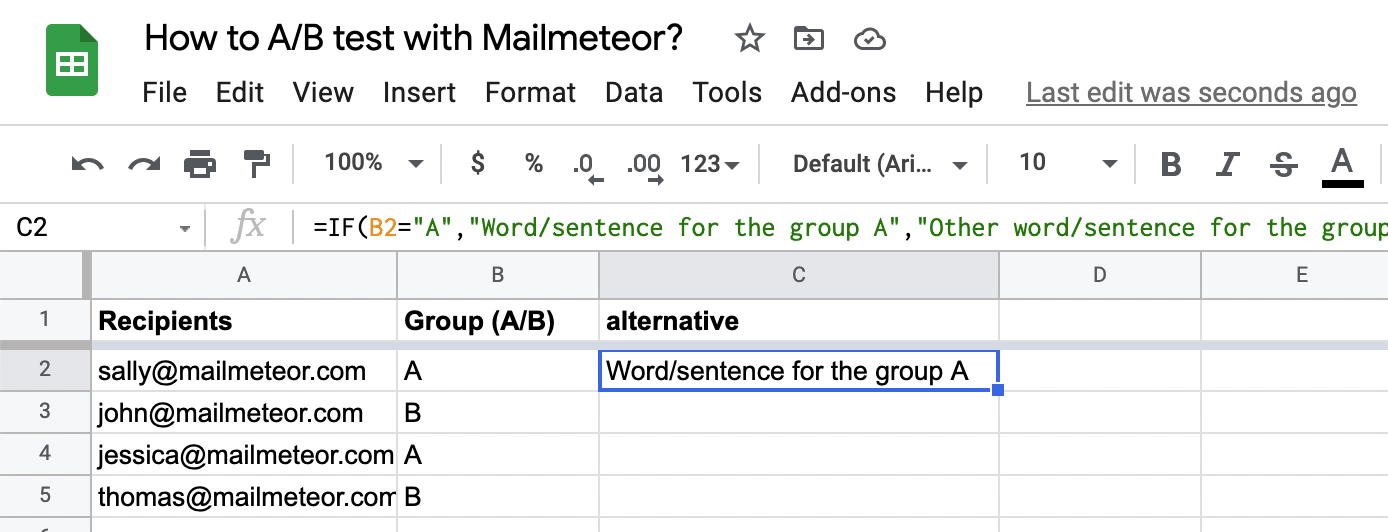 How to A/B test with Mailmeteor?
File Edit View Insert Format Data Tools Add-ons Help Last edit was seconds ago
100% $ % .0 .00 123 Default (Ari... 10 B I S A
C2 fx =IF(B2="A","Word/sentence for the group A","Other word/sentence for the group
A B C D E
1 Recipients Group (A/B) alternative
2 sally@mailmeteor.com A Word/sentence for the group A
3 john@mailmeteor.com B
4 jessica@mailmeteor.com A
5 thomas@mailmeteor.com B